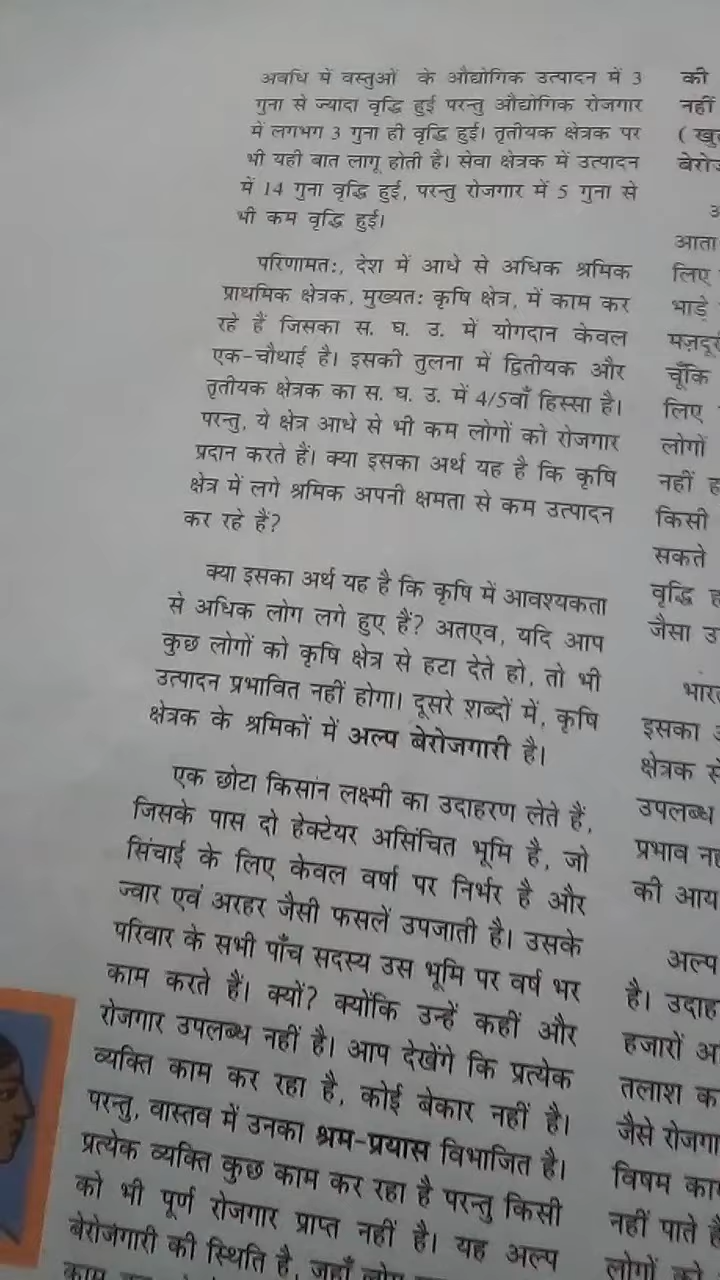 अवधि में वस्तुओं के औद्योगिक उत्पादन में 3
गुना से ज्यादा वृद्धि हुई परन्तु औद्योगिक रोजगार
में लगभग 3 गुना ही वृद्धि हुई। तृतीयक क्षेत्रक पर
भी यही बात लागू होती है। सेवा क्षेत्रक में उत्पादन
में 14 गुना वृद्धि हुई, परन्तु रोजगार में 5 गुना से
भी कम वृद्धि हुई।
परिणामतः, देश में आधे से अधिक श्रमिक
प्राथमिक क्षेत्रक, मुख्यतः कृषि क्षेत्र, में काम कर
रहे हैं जिसका स. घ. उ. में योगदान केवल
एक-चौथाई है। इसकी तुलना में द्वितीयक और
तृतीयक क्षेत्रक का स. घ. उ. में 4/5वाँ हिस्सा है।
परन्तु, ये क्षेत्र आधे से भी कम लोगों को रोजगार
प्रदान करते हैं। क्या इसका अर्थ यह है कि कृषि
क्षेत्र में लगे श्रमिक अपनी क्षमता से कम उत्पादन
कर रहे हैं?
क्या इसका अर्थ यह है कि कृषि में आवश्यकता
से अधिक लोग लगे हुए हैं? अतएव, यदि आप
कुछ लोगों को कृषि क्षेत्र से हटा देते हो, तो भी
उत्पादन प्रभावित नहीं होगा। दूसरे शब्दों में, कृषि
क्षेत्रक के श्रमिकों में अल्प बेरोजगारी है।
एक छोटा किसान लक्ष्मी का उदाहरण लेते हैं,
जिसके पास दो हेक्टेयर असिंचित भूमि है, जो
सिंचाई के लिए केवल वर्षा पर निर्भर है और
ज्वार एवं अरहर जैसी फसलें उपजाती है। उसके
परिवार के सभी पाँच सदस्य उस भूमि पर वर्ष भर
काम करते हैं। क्यों? क्योंकि उन्हें कहीं और
रोजगार उपलब्ध नहीं है। आप देखेंगे कि प्रत्येक
व्यक्ति काम कर रहा है, कोई बेकार नहीं है।
परन्तु, वास्तव में उनका श्रम-प्रयास विभाजित है।
प्रत्येक व्यक्ति कुछ काम कर रहा है परन्तु किसी
को भी पूर्ण रोजगार प्राप्त नहीं है। यह अल्प
बेरोजगारी की स्थिति है, जहाँ लोग
काम
की
नहीं
(
आता
लिए
भाड़े
चूँकि
लिए
लोगों
नहीं
किसी
सकते
वृद्धि
जैसा
इसका
क्षेत्रक
उपलब्ध
प्रभाव
की आय
अल्प
है।
हजारों
तलाश
जैसे
विषम
नहीं पाते
लोगों को